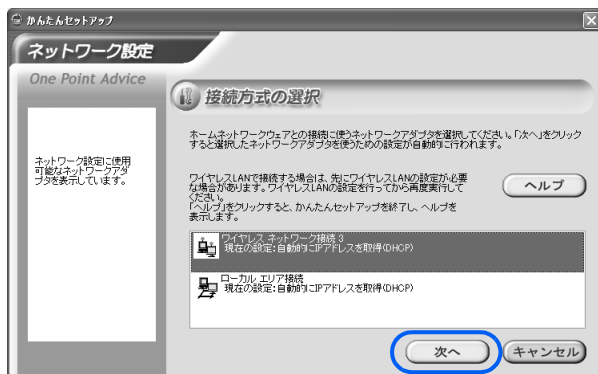 かんたんセットアップ
ネットワーク設定
One Point Advice
接続方式の選択
ネットワーク設定に使用
可能なネットワークアダ
プタを表示しています。
ホームネットワークウェアとの接続に使うネットワークアダプタを選択してください。「次へ」をクリック
すると選択したネットワークアダプタを使うための設定が自動的に行われます。
ワイヤレスLANで接続する場合は、先にワイヤレスLANの設定が必要
な場合があります。ワイヤレスLANの設定を行ってから再度実行して
ください。
「ヘルプ」をクリックすると、かんたんセットアップを終了し、ヘルプを
表示します。
ヘルプ
ワイヤレス ネットワーク接続 3
現在の設定:自動的にIPアドレスを取得(DHCP)
ローカル エリア接続
現在の設定:自動的にIPアドレスを取得(DHCP)
次へ
キャンセル